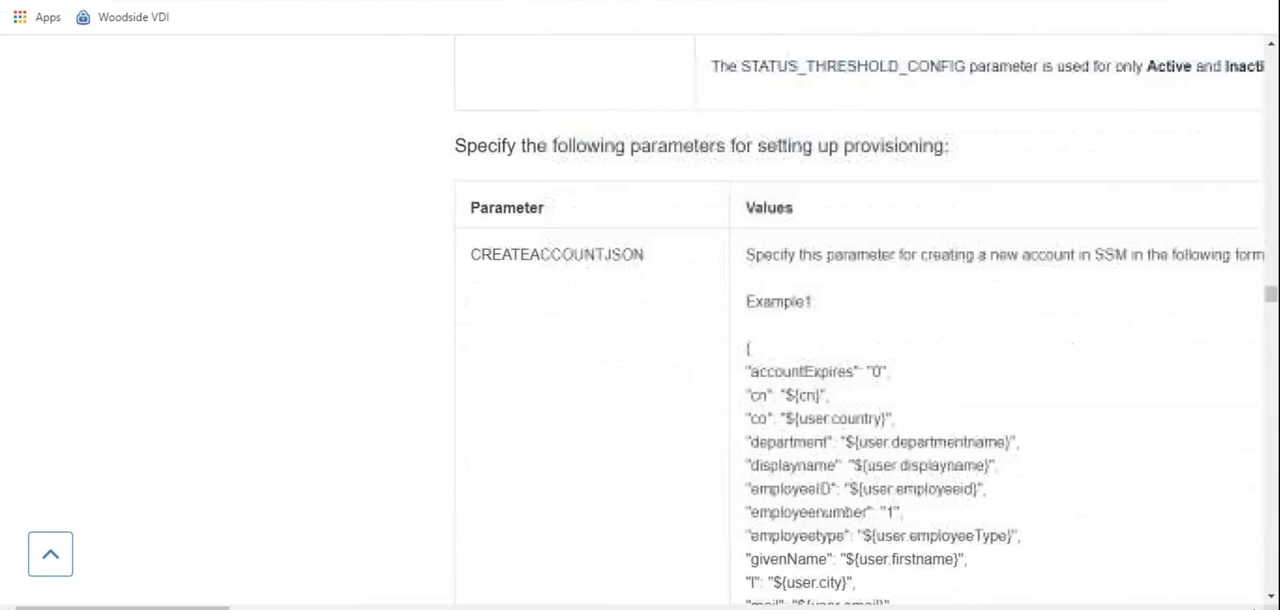 Apps Woodside VDI
The STATUS_THRESHOLD_CONFIG parameter is used for only Active and Inacti
Specify the following parameters for setting up provisioning:
Parameter Values
CREATEACCOUNTJSON Specify this parameter for creating a new account in SSM in the following form
Example1
{
"accountExpires": "0",
"cn": "${cn}",
"co": "${user.country}",
"department": "${user.departmentname}",
"displayname": "${user.displayname}",
"employeeID": "${user.employeeid}",
"employeenumber": "1",
"employeetype": "${user.employeeType}",
"givenName": "${user.firstname}",
"l": "${user.city}",
"mail": "${user.email}"